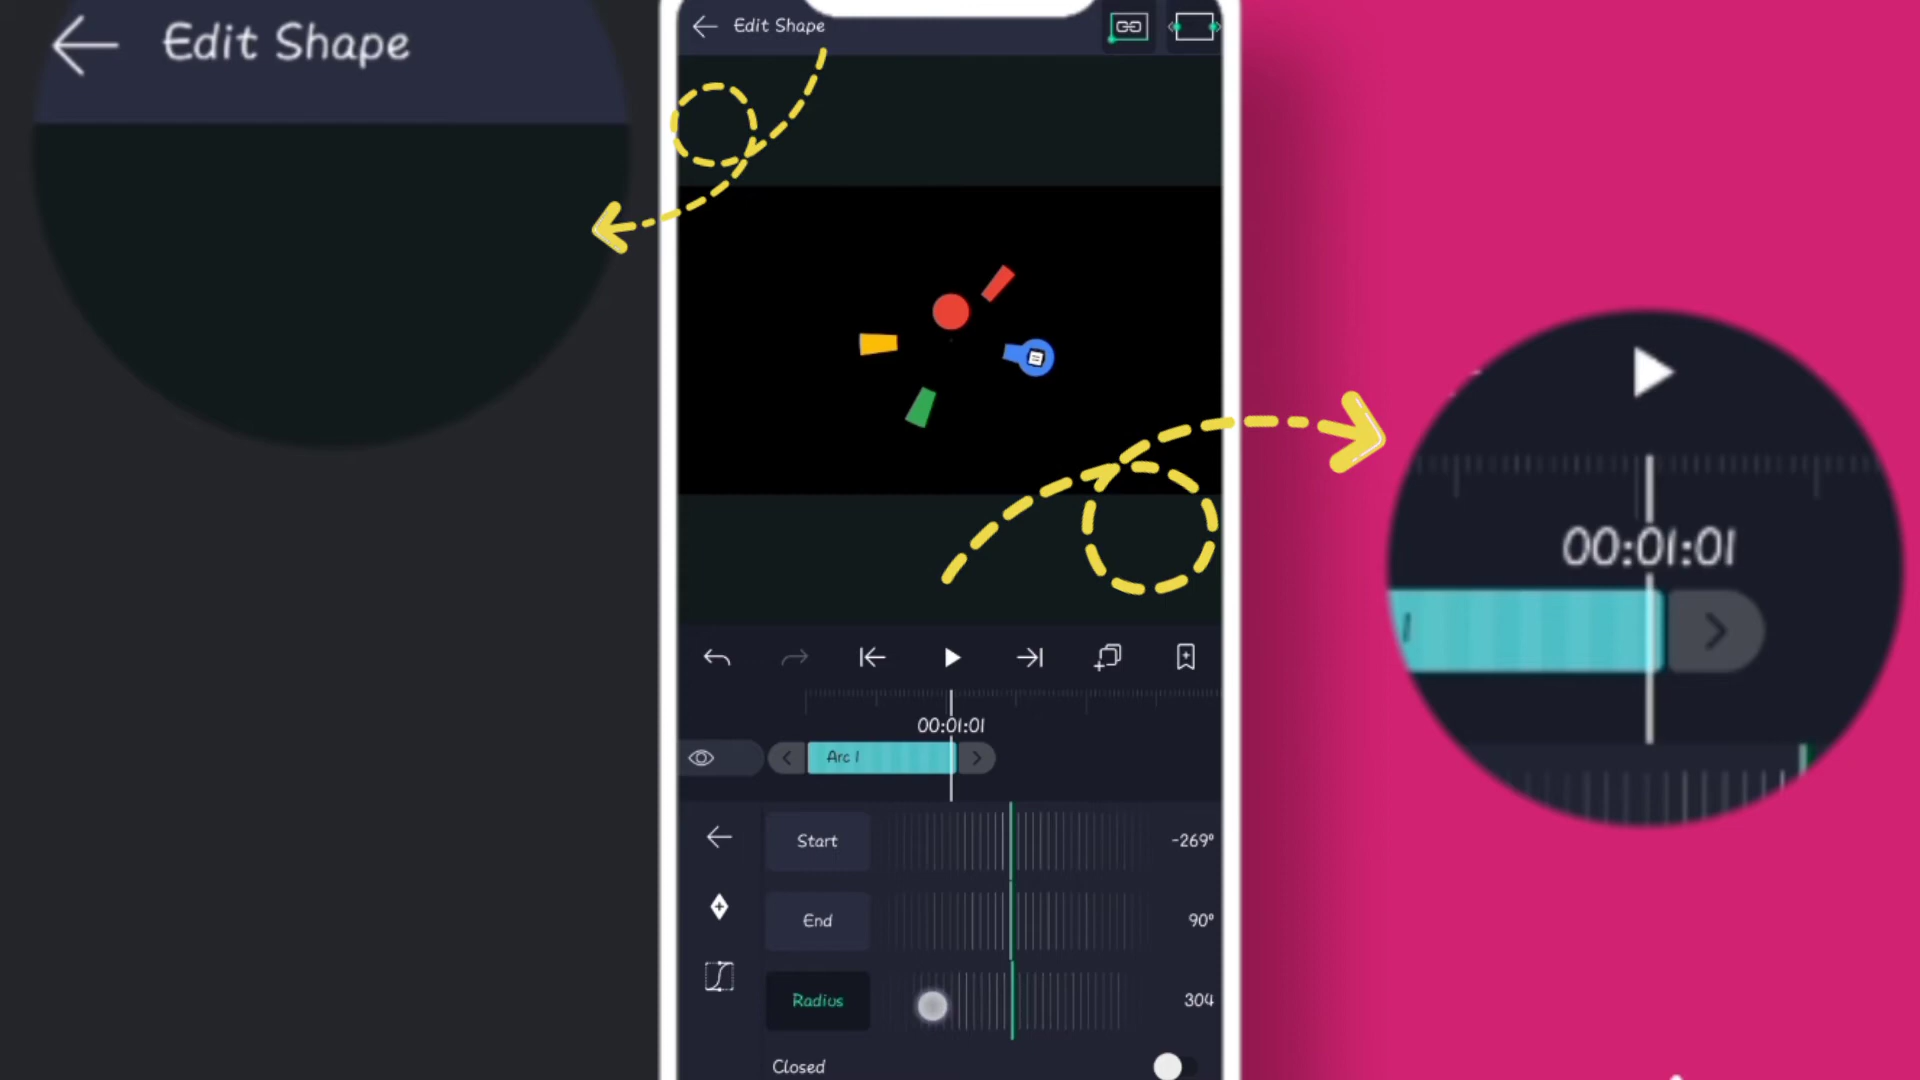 Edit Shape
Edit Shape
00:01:01
00:01:01
1
Arc 1
Start
-269°
End
90°
Radius
304
Closed